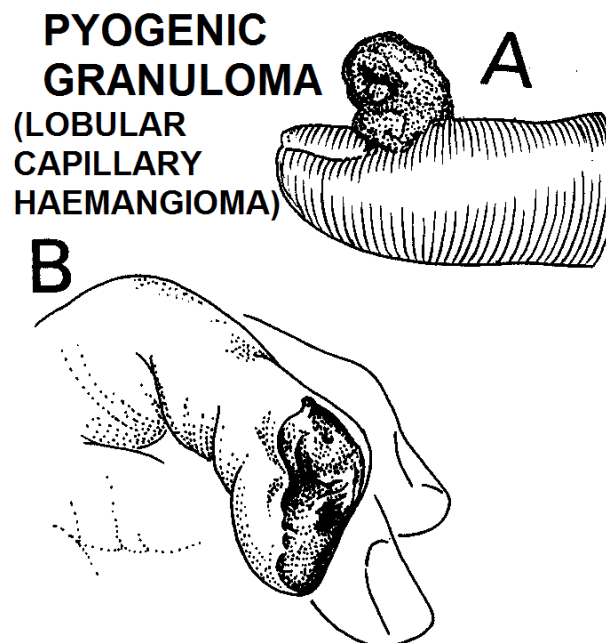 PYOGENIC
GRANULOMA
(LOBULAR
CAPILLARY
HAEMANGIOMA)
A
B